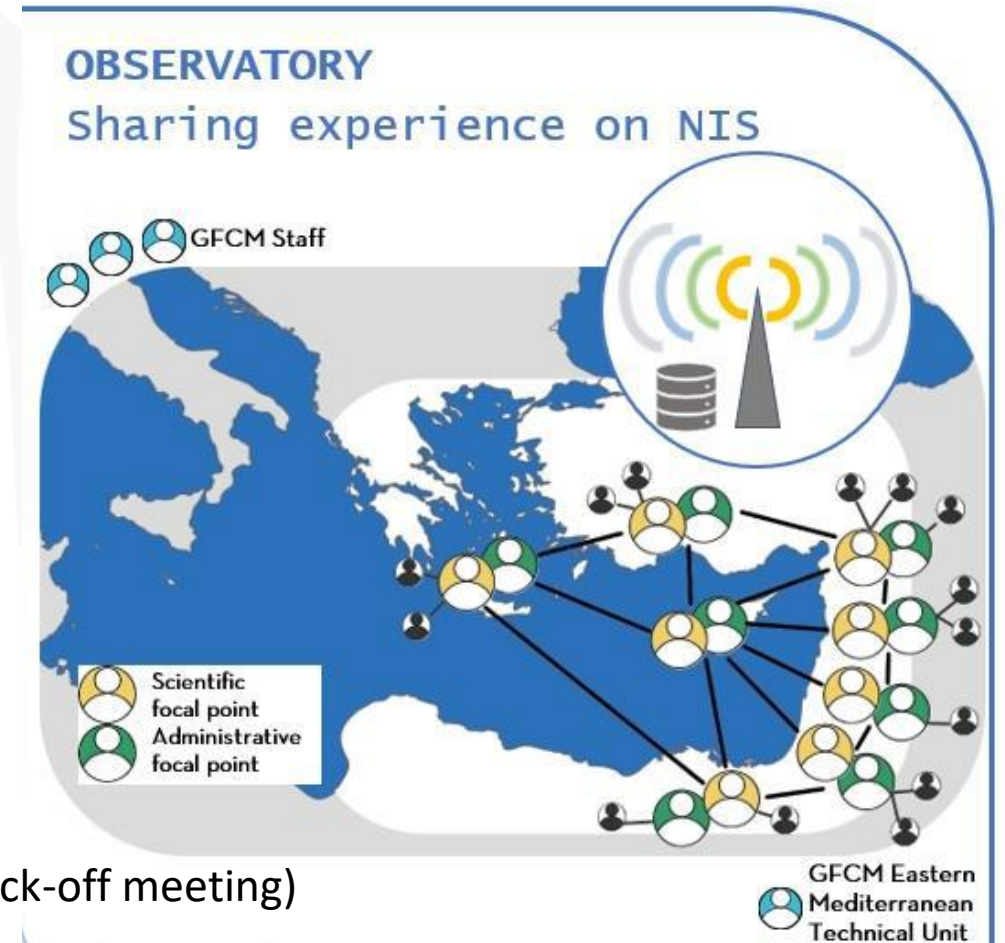 OBSERVATORY
Sharing experience on NIS
GFCM Staff
Scientific
focal point
Administrative
focal point
ck-off meeting)
GFCM Eastern
Mediterranean
Technical Unit